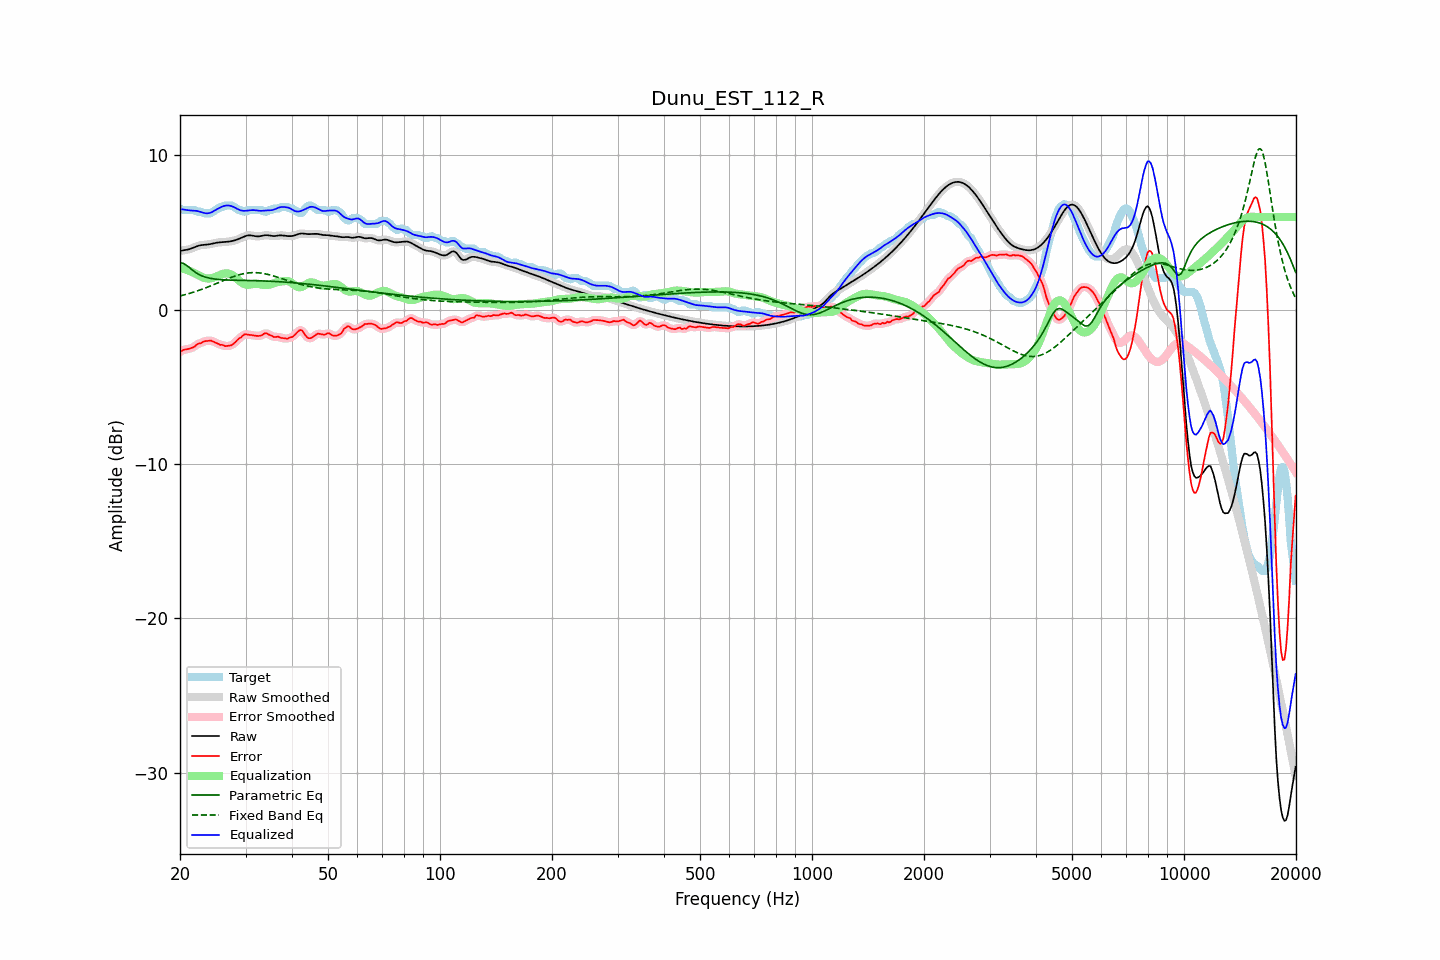 Dunu_EST_112_R
Amplitude (dBr)
10
0
−10
−20
−30
Target
Raw Smoothed
Error Smoothed
Raw
Error
Equalization
Parametric Eq
Fixed Band Eq
Equalized
20 50 100 200 500 1000 2000 5000 10000 20000
Frequency (Hz)